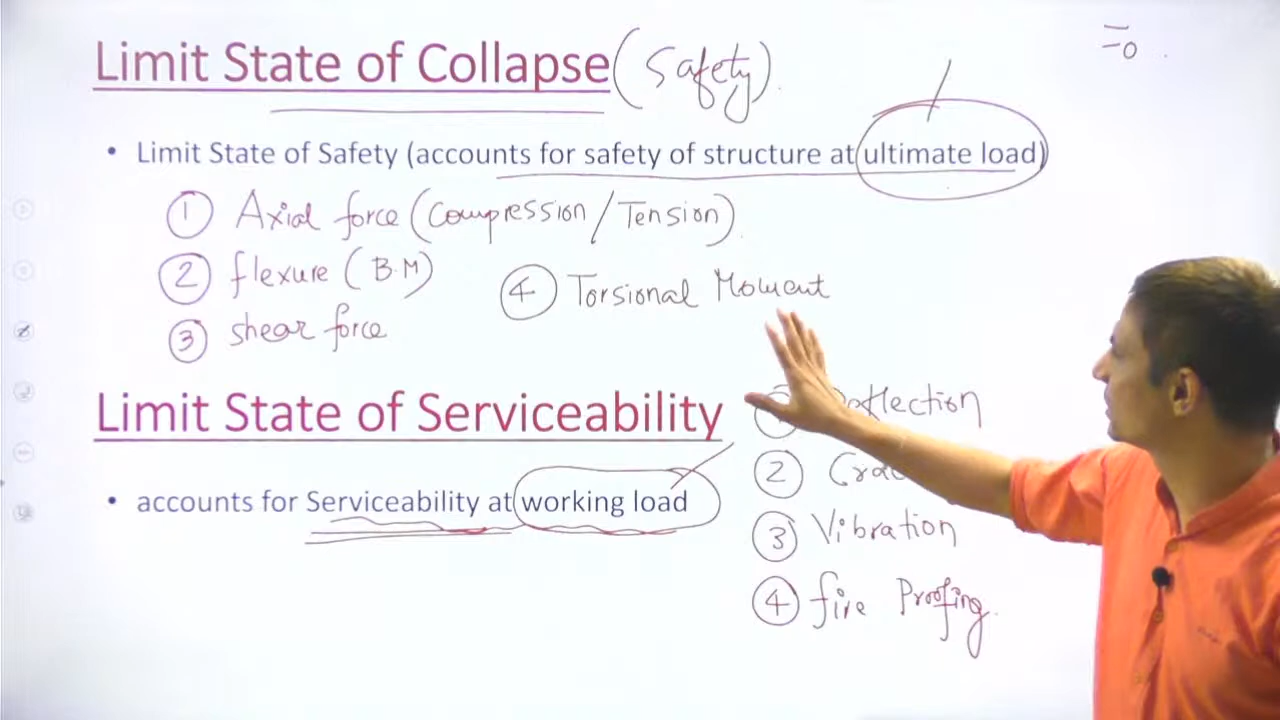 Limit State of Collapse (Safety)
• Limit State of Safety (accounts for safety of structure at ultimate load)
① Axial force (Compression / Tension)
② flexure (B.M)
④ Torsional Moment
③ shear force
Limit State of Serviceability
• accounts for Serviceability at working load
②
③ Vibration
④ fire Proofing.